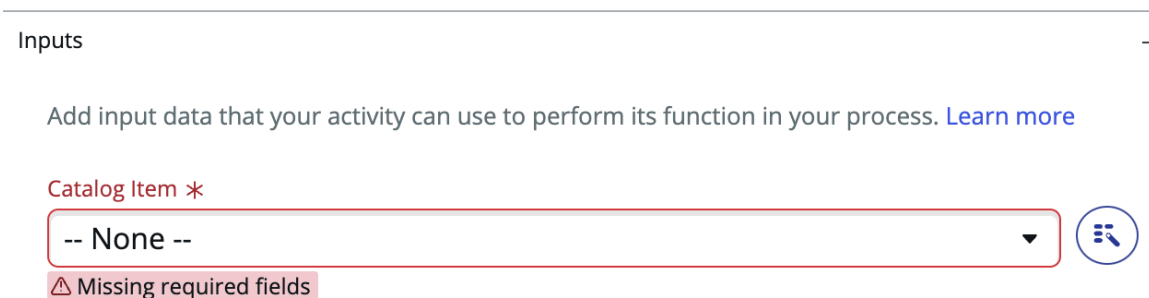 Inputs
Add input data that your activity can use to perform its function in your process. Learn more
Catalog Item *
-- None --
Missing required fields